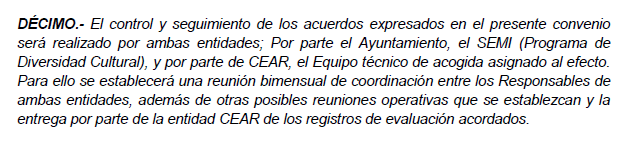 DÉCIMO.- El control y seguimiento de los acuerdos expresados en el presente convenio
será realizado por ambas entidades; Por parte el Ayuntamiento, el SEMI (Programa de
Diversidad Cultural), y por parte de CEAR, el Equipo técnico de acogida asignado al efecto.
Para ello se establecerá una reunión bimensual de coordinación entre los Responsables de
ambas entidades, además de otras posibles reuniones operativas que se establezcan y la
entrega por parte de la entidad CEAR de los registros de evaluación acordados.